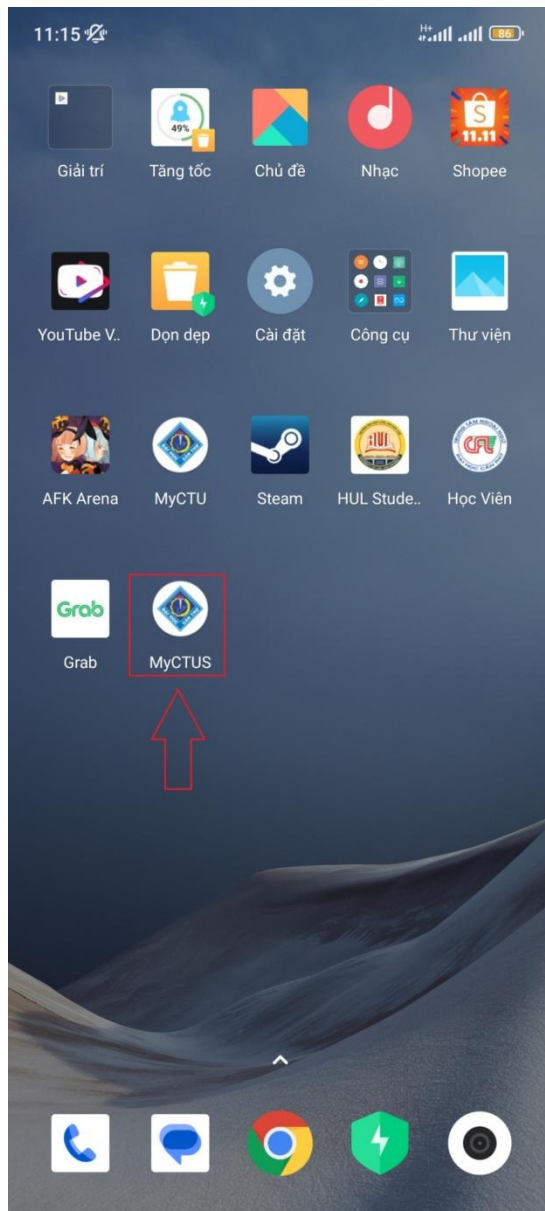 11:15
H+
86
49%
Giải trí
Tăng tốc
Chủ đề
Nhạc
S
11.11
Shopee
YouTube V..
Dọn dẹp
Cài đặt
Công cụ
Thư viện
AFK Arena
MyCTU
Steam
HUL Stude..
Học Viên
Grab
Grab
MyCTUS